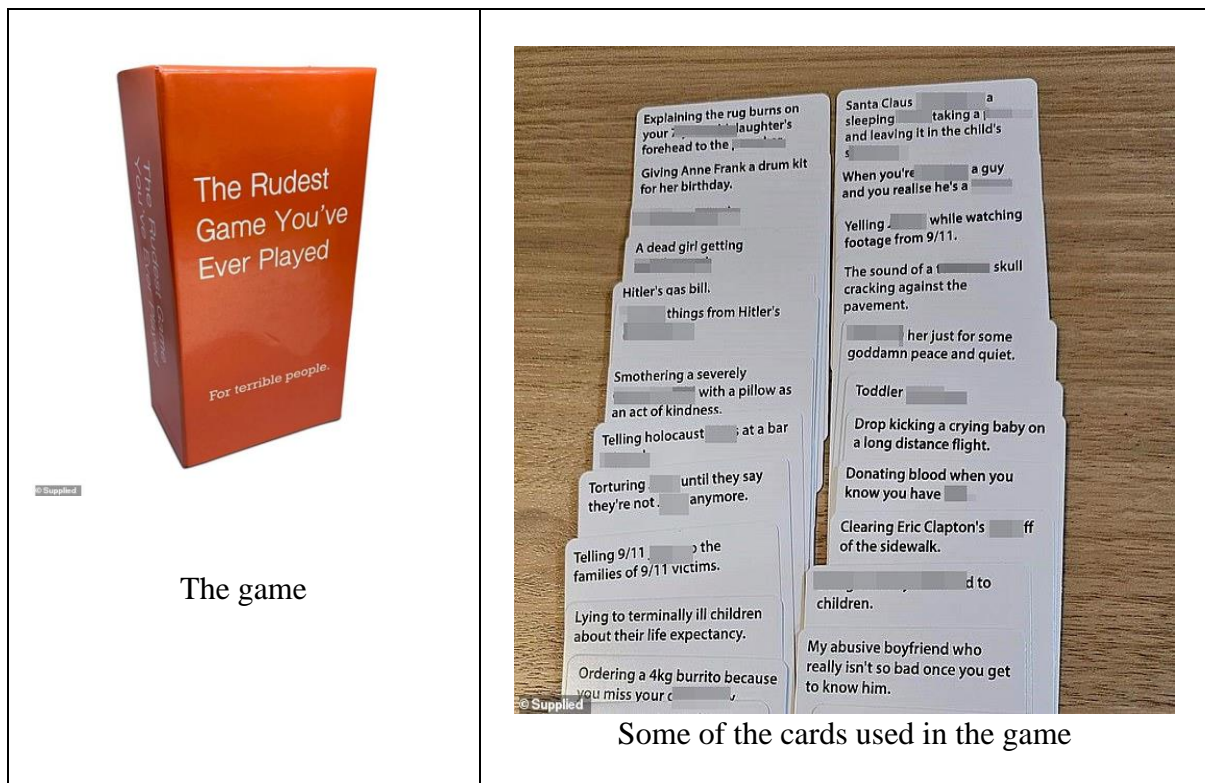 The Rudest Game
You've Ever Played
The Rudest
Game You've
Ever Played
For terrible people.
© Supplied
The game
Explaining the rug burns on
your daughter's
forehead to the
Giving Anne Frank a drum kit
for her birthday.
A dead girl getting
Hitler's gas bill.
things from Hitler's
Smothering a severely
with a pillow as
an act of kindness.
Telling holocaust at a bar
Torturing until they say
they're not anymore.
Telling 9/11 the
families of 9/11 victims.
Lying to terminally ill children
about their life expectancy.
Ordering a 4kg burrito because
you miss your
© Supplied
Santa Claus a
sleeping taking a
and leaving it in the child's
When you're a guy
and you realise he's a
Yelling while watching
footage from 9/11.
The sound of a skull
cracking against the
pavement.
her just for some
goddamn peace and quiet.
Toddler
Drop kicking a crying baby on
a long distance flight.
Donating blood when you
know you have
Clearing Eric Clapton's
of the sidewalk.
to
children.
My abusive boyfriend who
really isn't so bad once you get
to know him.
Some of the cards used in the game